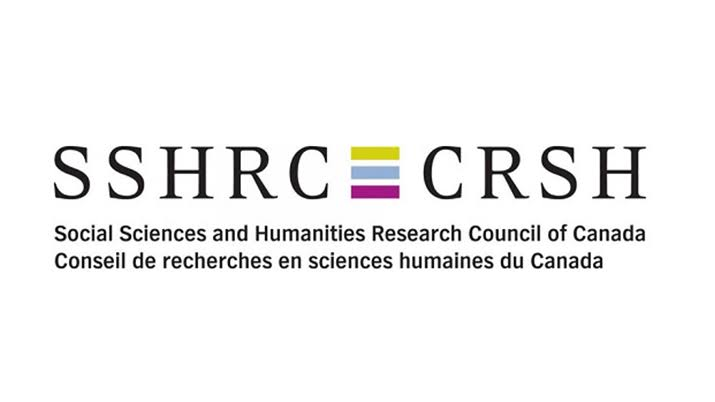 SSHRC CRSH
Social Sciences and Humanities Research Council of Canada
Conseil de recherches en sciences humaines du Canada